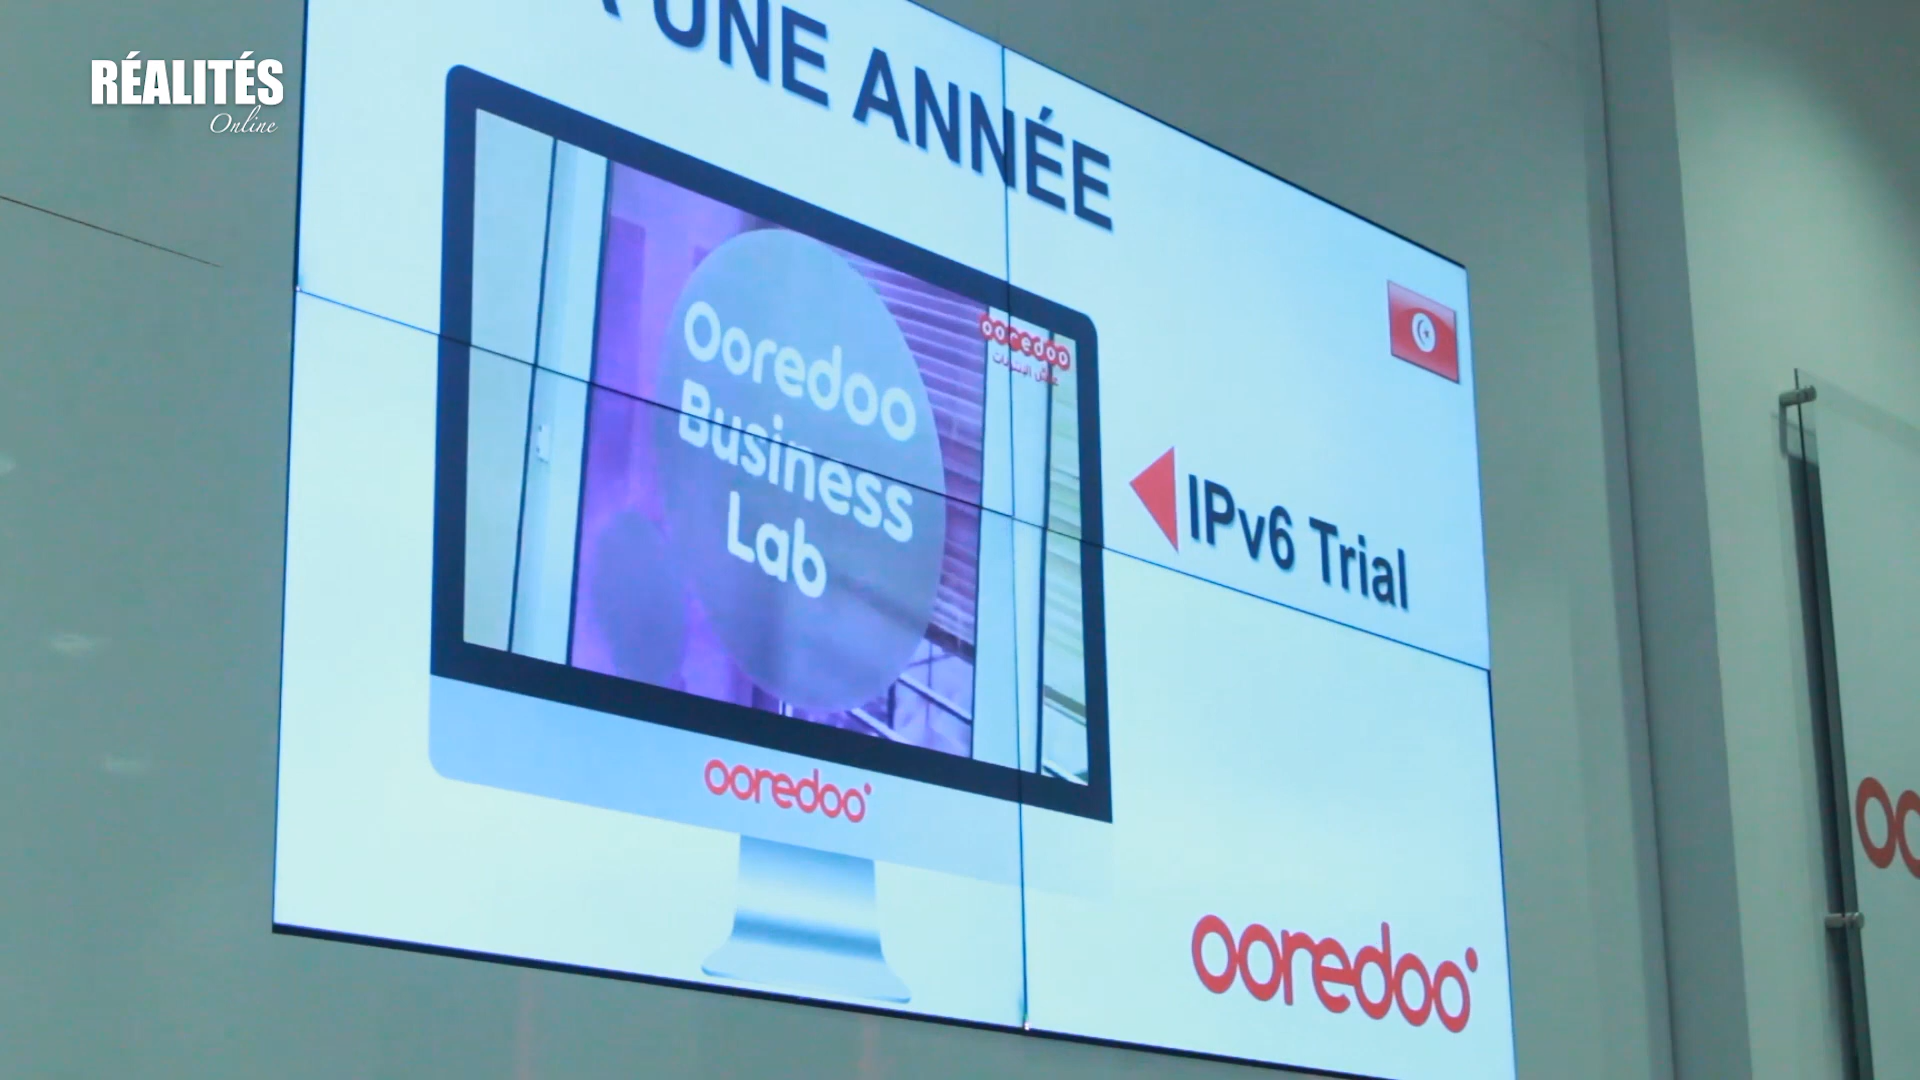 RÉALITÉS
Online
UNE ANNÉE
Ooredoo
Business
Lab
ooredoo
IPv6 Trial
ooredoo
ooredoo